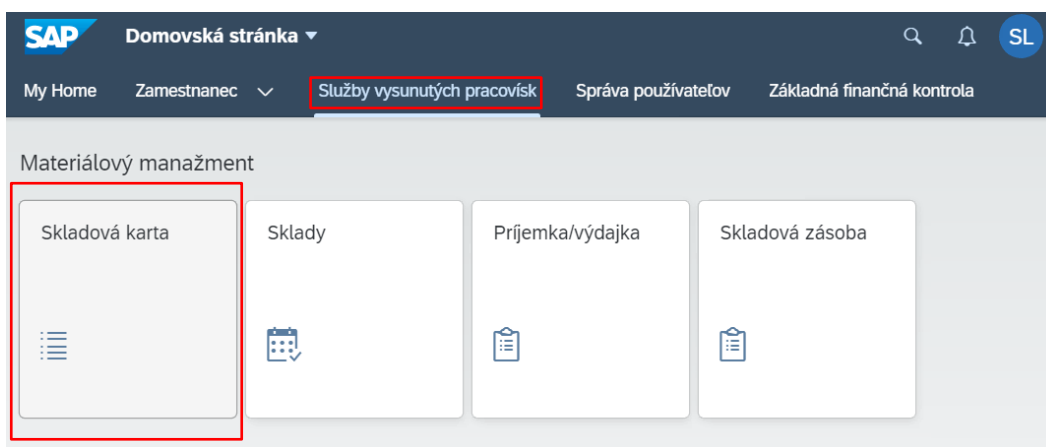 SAP Domovská stránka SL
My Home Zamestnanec Služby vysunutých pracovísk Správa používateľov Základná finančná kontrola
Materiálový manažment
Skladová karta Sklady Príjemka/výdajka Skladová zásoba